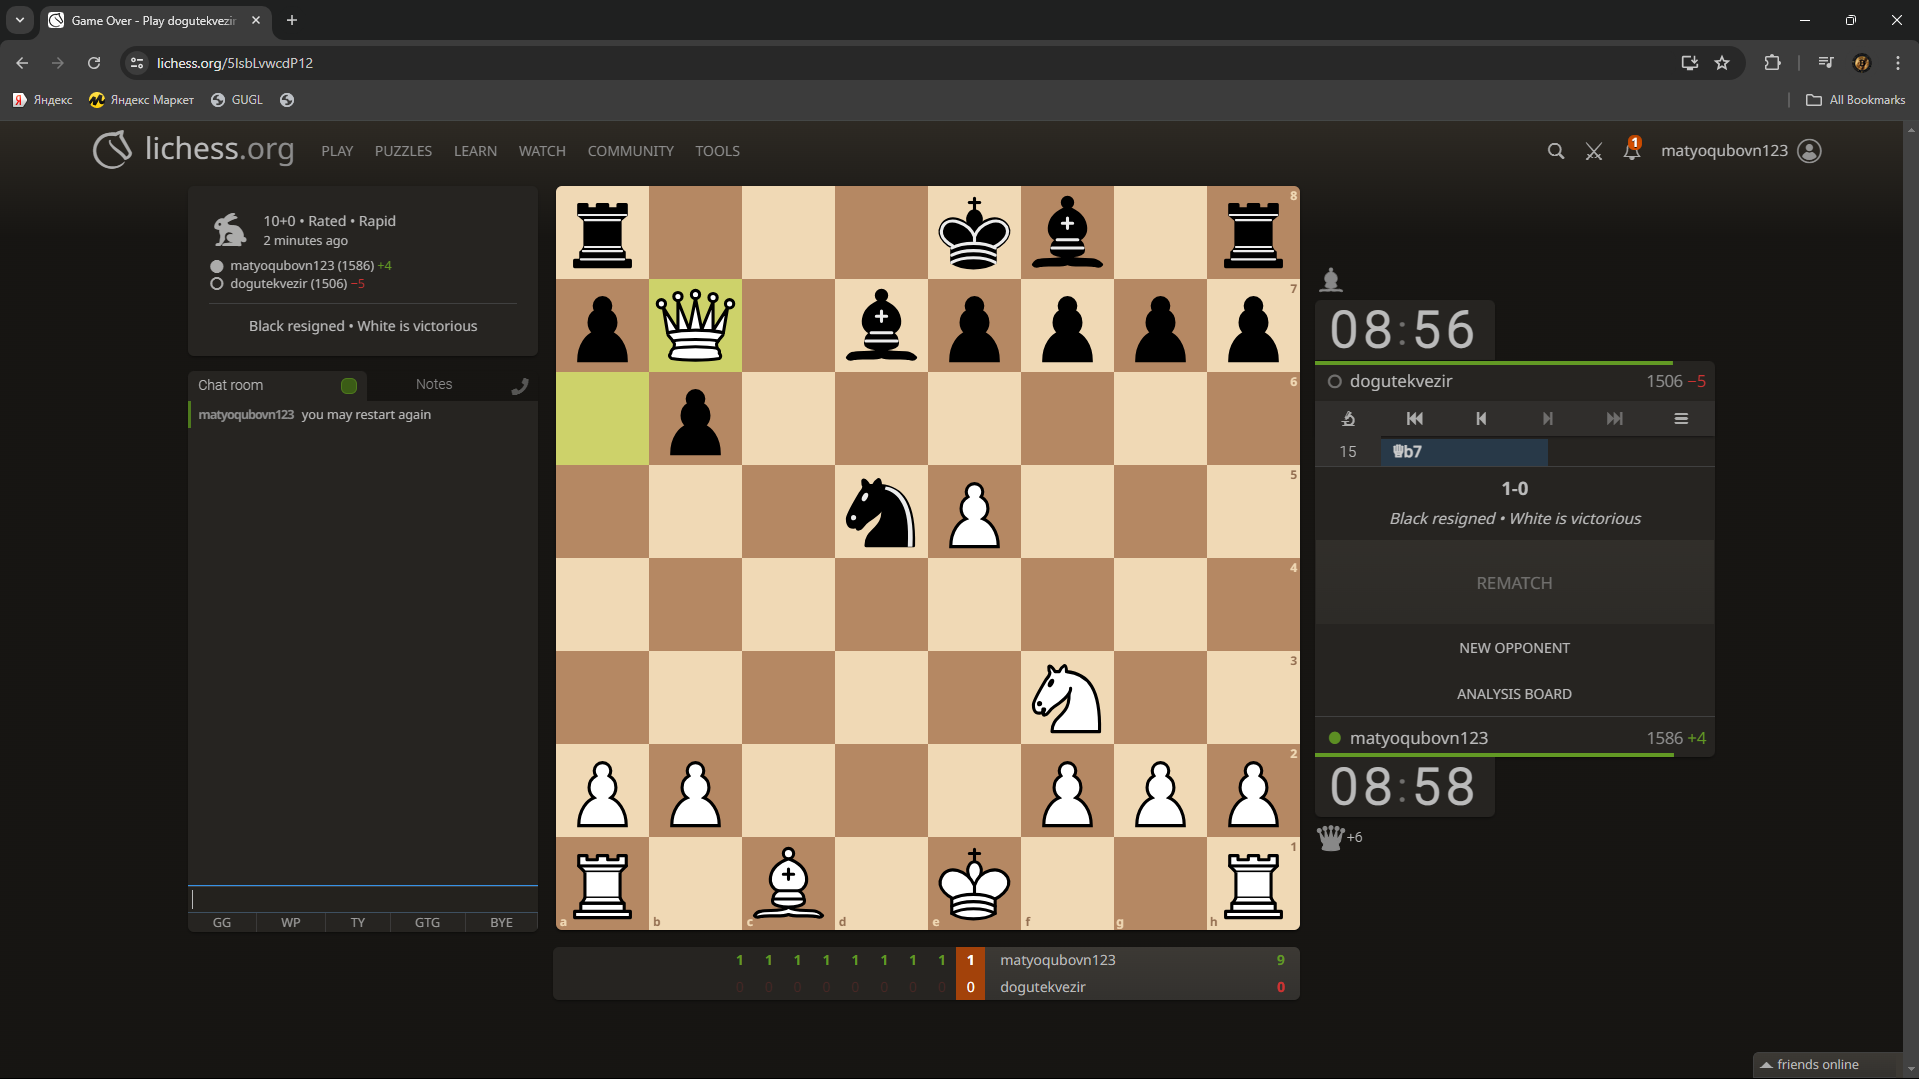 Game Over - Play dogutekvezir
lichess.org/5IsbLvwcdP12
Яндекс
Яндекс Маркет
GUGL
All Bookmarks
lichess.org
PLAY
PUZZLES
LEARN
WATCH
COMMUNITY
TOOLS
1
matyoqubovn123
10+0 • Rated • Rapid
2 minutes ago
matyoqubovn123 (1586) +4
dogutekvezir (1506) −5
Black resigned • White is victorious
Chat room
Notes
matyoqubovn123 you may restart again
GG
WP
TY
GTG
BYE
8
7
6
5
4
3
2
1
a
b
c
d
e
f
g
h
08:56
dogutekvezir
1506 −5
15
b7
1-0
Black resigned • White is victorious
REMATCH
NEW OPPONENT
ANALYSIS BOARD
matyoqubovn123
1586 +4
08:58
+6
1 1 1 1 1 1 1 1 1 matyoqubovn123 9
0 0 0 0 0 0 0 0 0 dogutekvezir 0
friends online